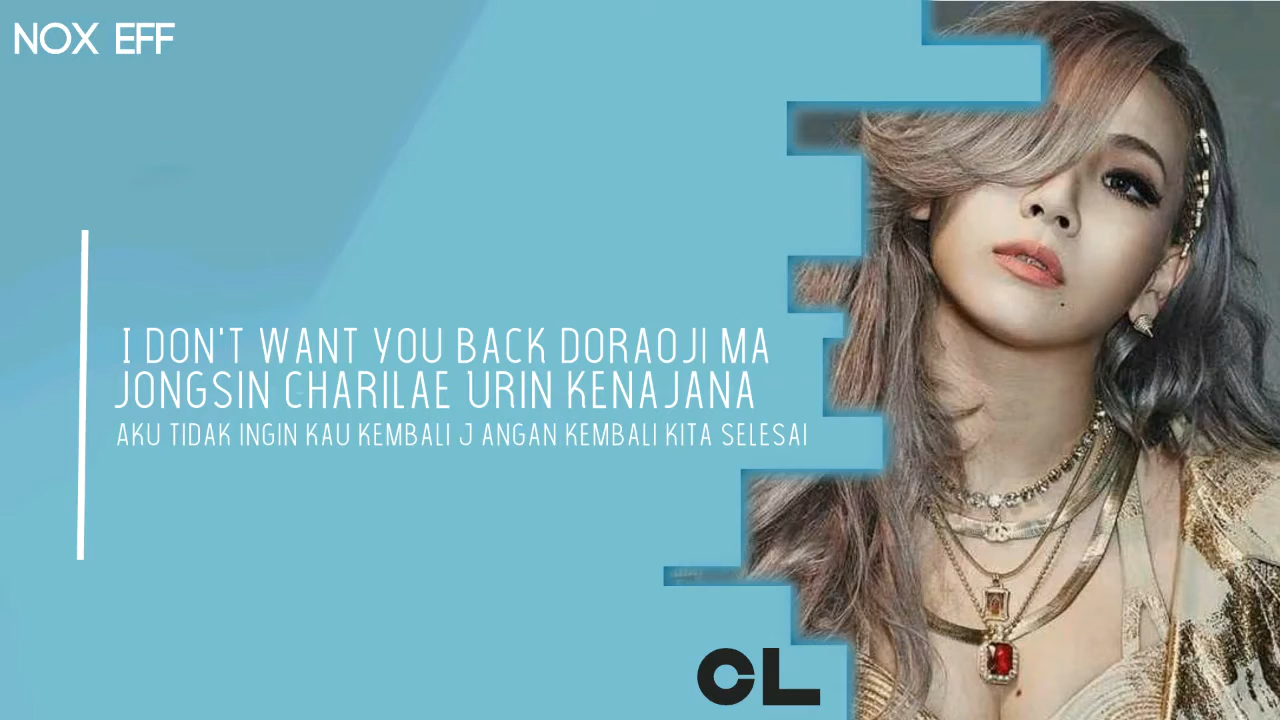 NOX EFF
I DON'T WANT YOU BACK DORAOJI MA
JONGSIN CHARILAE URIN KENAJANA
AKU TIDAK INGIN KAU KEMBALI J ANGAN KEMBALI KITA SELESAI
CL